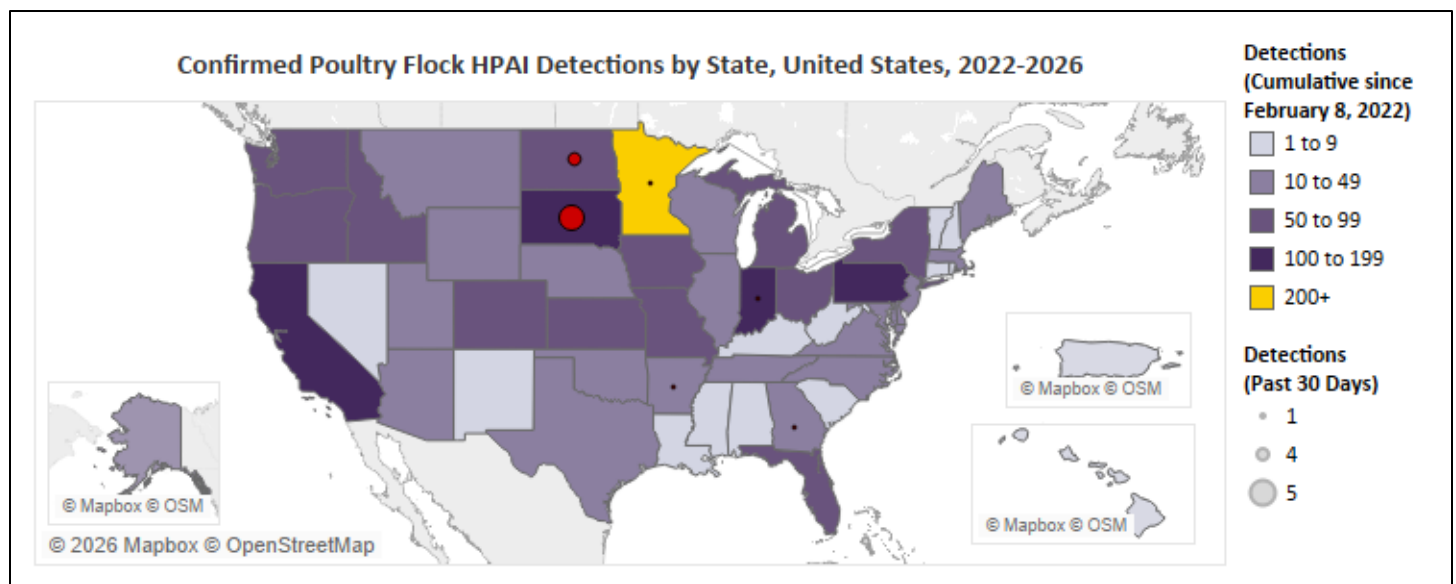 Confirmed Poultry Flock HPAI Detections by State, United States, 2022-2026
Detections
(Cumulative since
February 8, 2022)
1 to 9
10 to 49
50 to 99
100 to 199
200+
Detections
(Past 30 Days)
1
4
5
© Mapbox © OSM
© Mapbox © OSM
© Mapbox © OSM
© 2026 Mapbox © OpenStreetMap